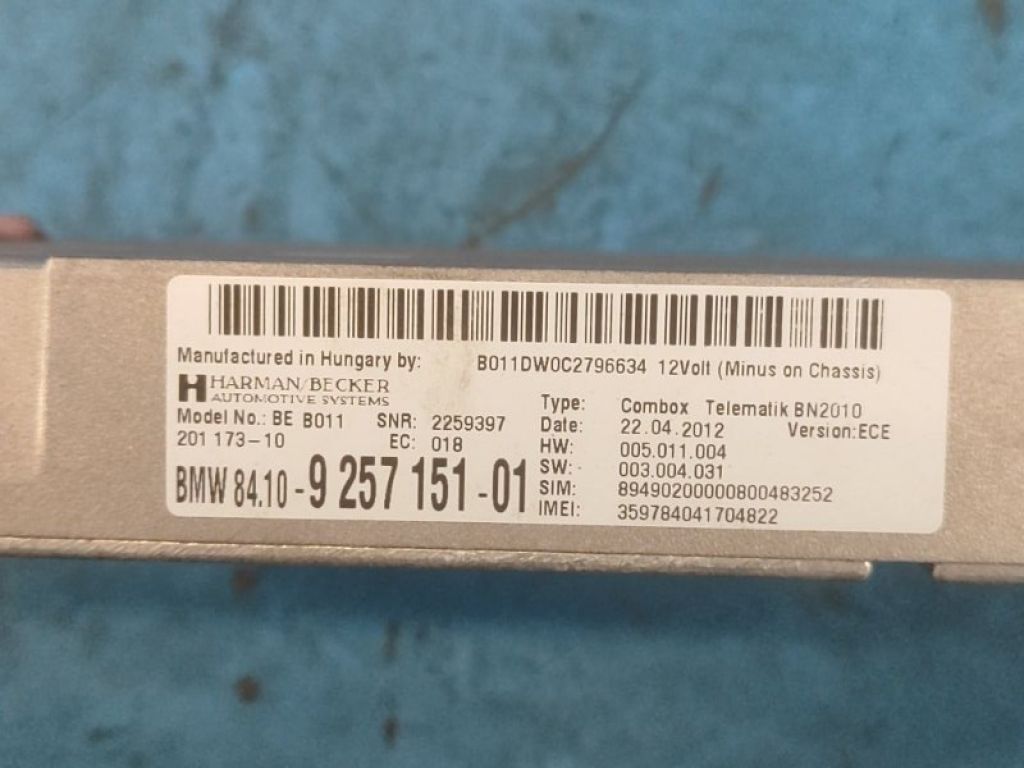 Manufactured in Hungary by: B011DW0C2796634 12Volt (Minus on Chassis)
HARMAN/BECKER
AUTOMOTIVE SYSTEMS
Model No.: BE B011 SNR: 2259397
201 173-10 EC: 018
BMW 84.10-9 257 151-01
Type: Combox Telematik BN2010
Date: 22.04.2012 Version:ECE
HW: 005.011.004
SW: 003.004.031
SIM: 89490200000800483252
IMEI: 359784041704822